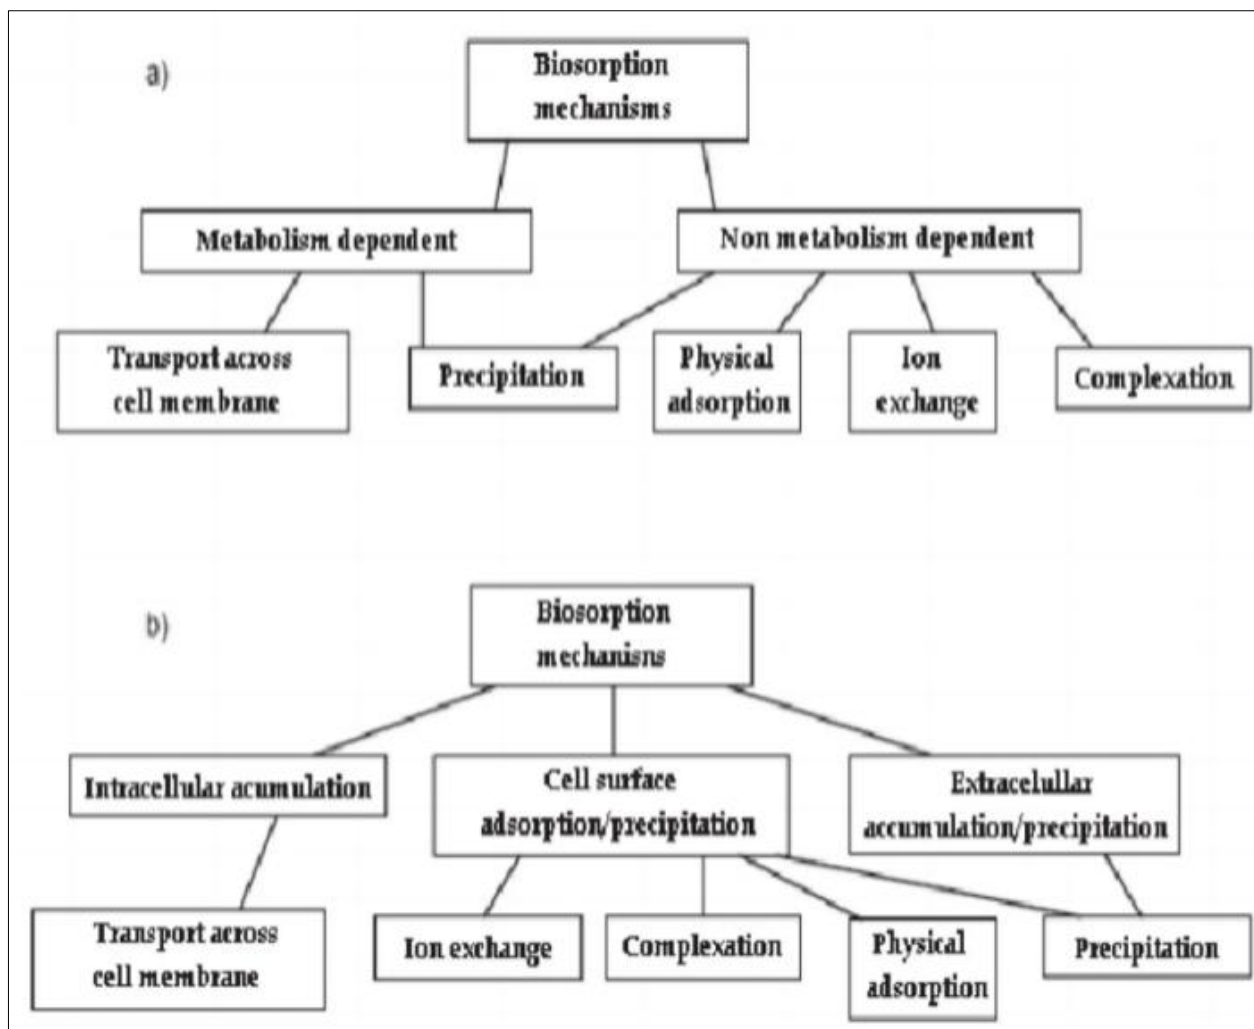 a)
Biosorption
mechanisms
Metabolism dependent
Non metabolism dependent
Transport across
cell membrane
Precipitation
Physical
adsorption
Ion
exchange
Complexation
b)
Biosorption
mechanisns
Intracellular acumulation
Cell surface
adsorption/precipitation
Extracelullar
accumulation/precipitation
Transport across
cell membrane
Ion exchange
Complexation
Physical
adsorption
Precipitation